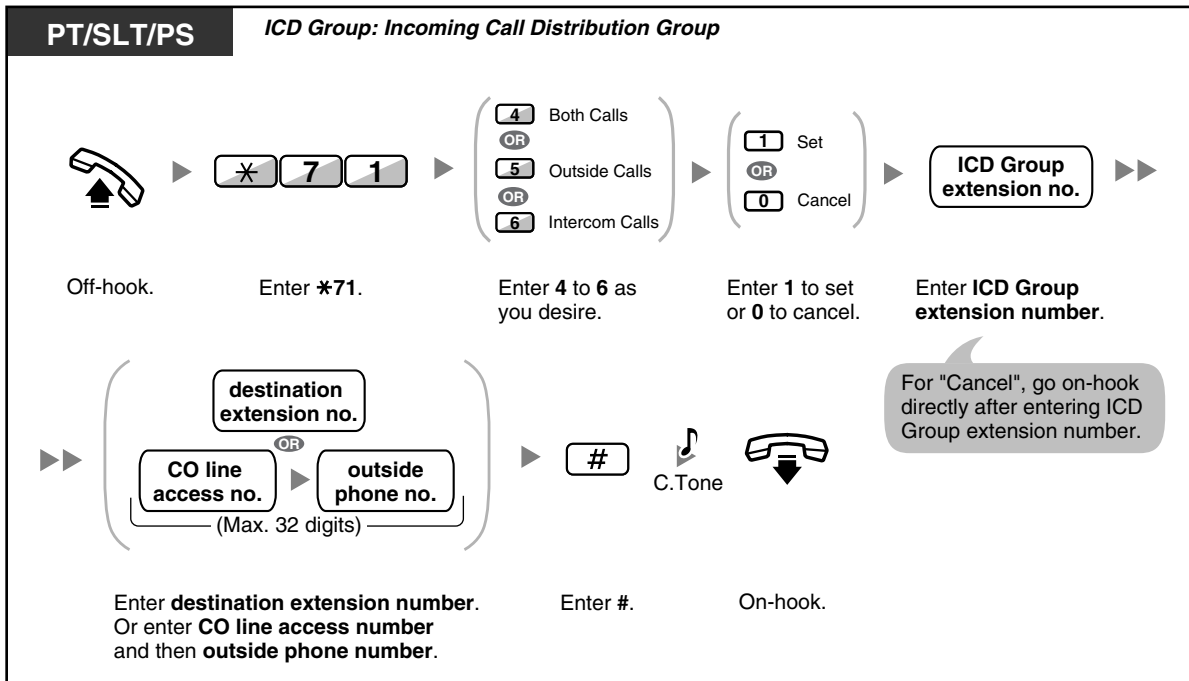 PT/SLT/PS
ICD Group: Incoming Call Distribution Group
4 Both Calls
OR
5 Outside Calls
OR
6 Intercom Calls
1 Set
OR
0 Cancel
✳ 7 1
ICD Group
extension no.
Off-hook.
Enter ✳71.
Enter 4 to 6 as
you desire.
Enter 1 to set
or 0 to cancel.
Enter ICD Group
extension number.
For "Cancel", go on-hook
directly after entering ICD
Group extension number.
destination
extension no.
OR
CO line
access no.
outside
phone no.
(Max. 32 digits)
#
C.Tone
Enter destination extension number.
Or enter CO line access number
and then outside phone number.
Enter #.
On-hook.